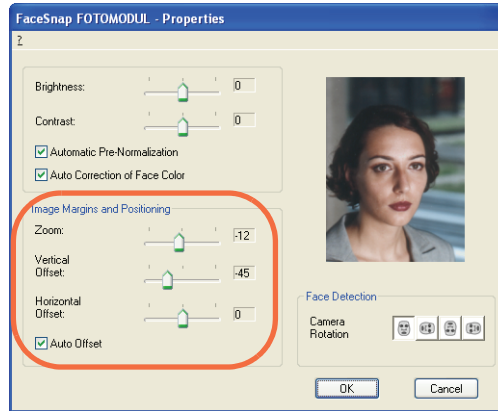 FaceSnap FOTOMODUL - Properties
?
Brightness: 0
Contrast: 0
Automatic Pre-Normalization
Auto Correction of Face Color
Image Margins and Positioning
Zoom: -12
Vertical
Offset: -45
Horizontal
Offset: 0
Auto Offset
Face Detection
Camera
Rotation
OK Cancel